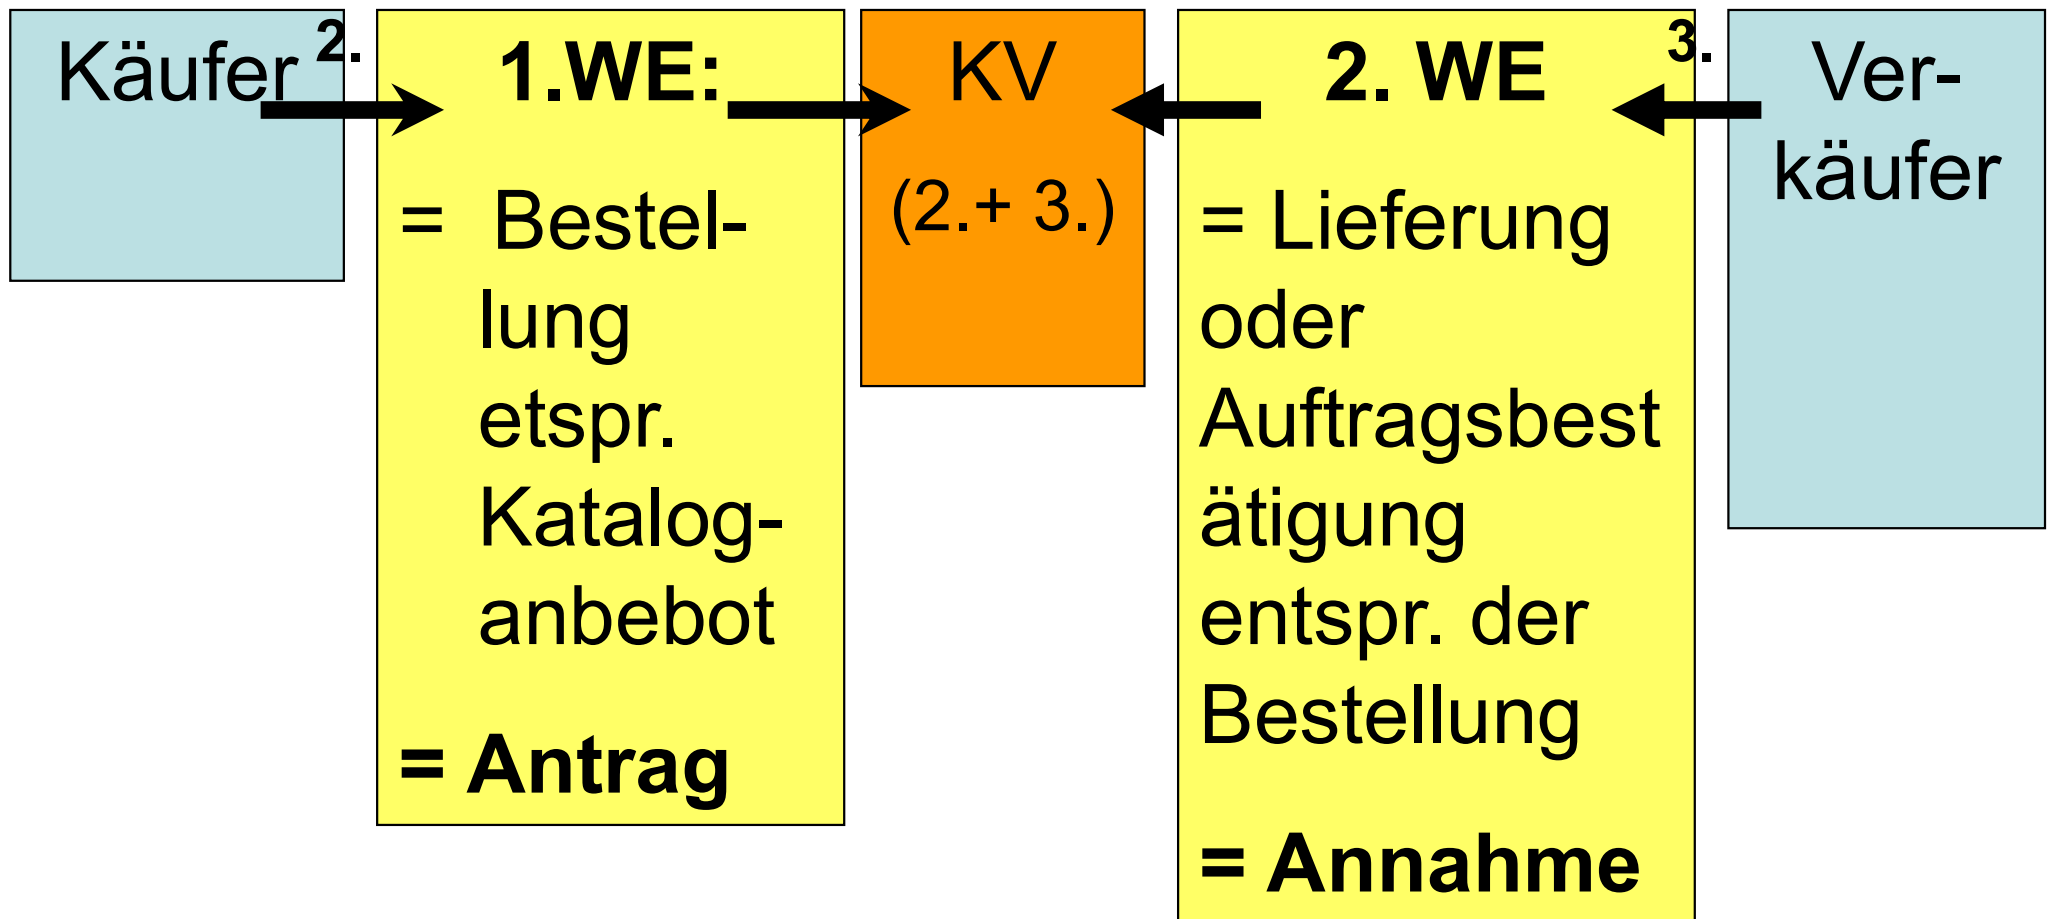 Käufer
2.
1.WE:
= Bestel-
lung
etspr.
Katalog-
anbebot
= Antrag
KV
(2.+ 3.)
2. WE
= Lieferung
oder
Auftragsbest
ätigung
entspr. der
Bestellung
= Annahme
3.
Ver-
käufer